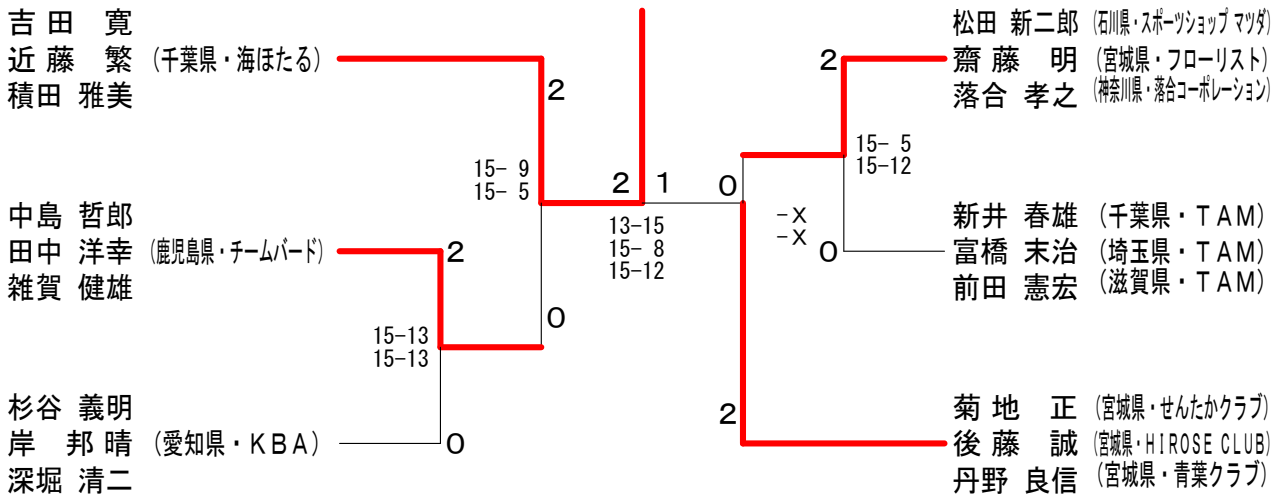 吉田 寛
近藤 繁 (千葉県・海ほたる)
積田 雅美
2
15- 9
15- 5
中島 哲郎
田中 洋幸 (鹿児島県・チームバード)
雑賀 健雄
2
0
15-13
15-13
杉谷 義明
岸 邦晴 (愛知県・KBA)
深堀 清二
0
2 1
13-15
15- 8
15-12
松田 新二郎 (石川県・スポーツショップ マツダ)
齋藤 明 (宮城県・フローリスト)
落合 孝之 (神奈川県・落合コーポレーション)
2
15- 5
15-12
0
-X
-X
新井 春雄 (千葉県・TAM)
富橋 末治 (埼玉県・TAM)
前田 憲宏 (滋賀県・TAM)
0
2
菊地 正 (宮城県・せんたかクラブ)
後藤 誠 (宮城県・HIROSE CLUB)
丹野 良信 (宮城県・青葉クラブ)